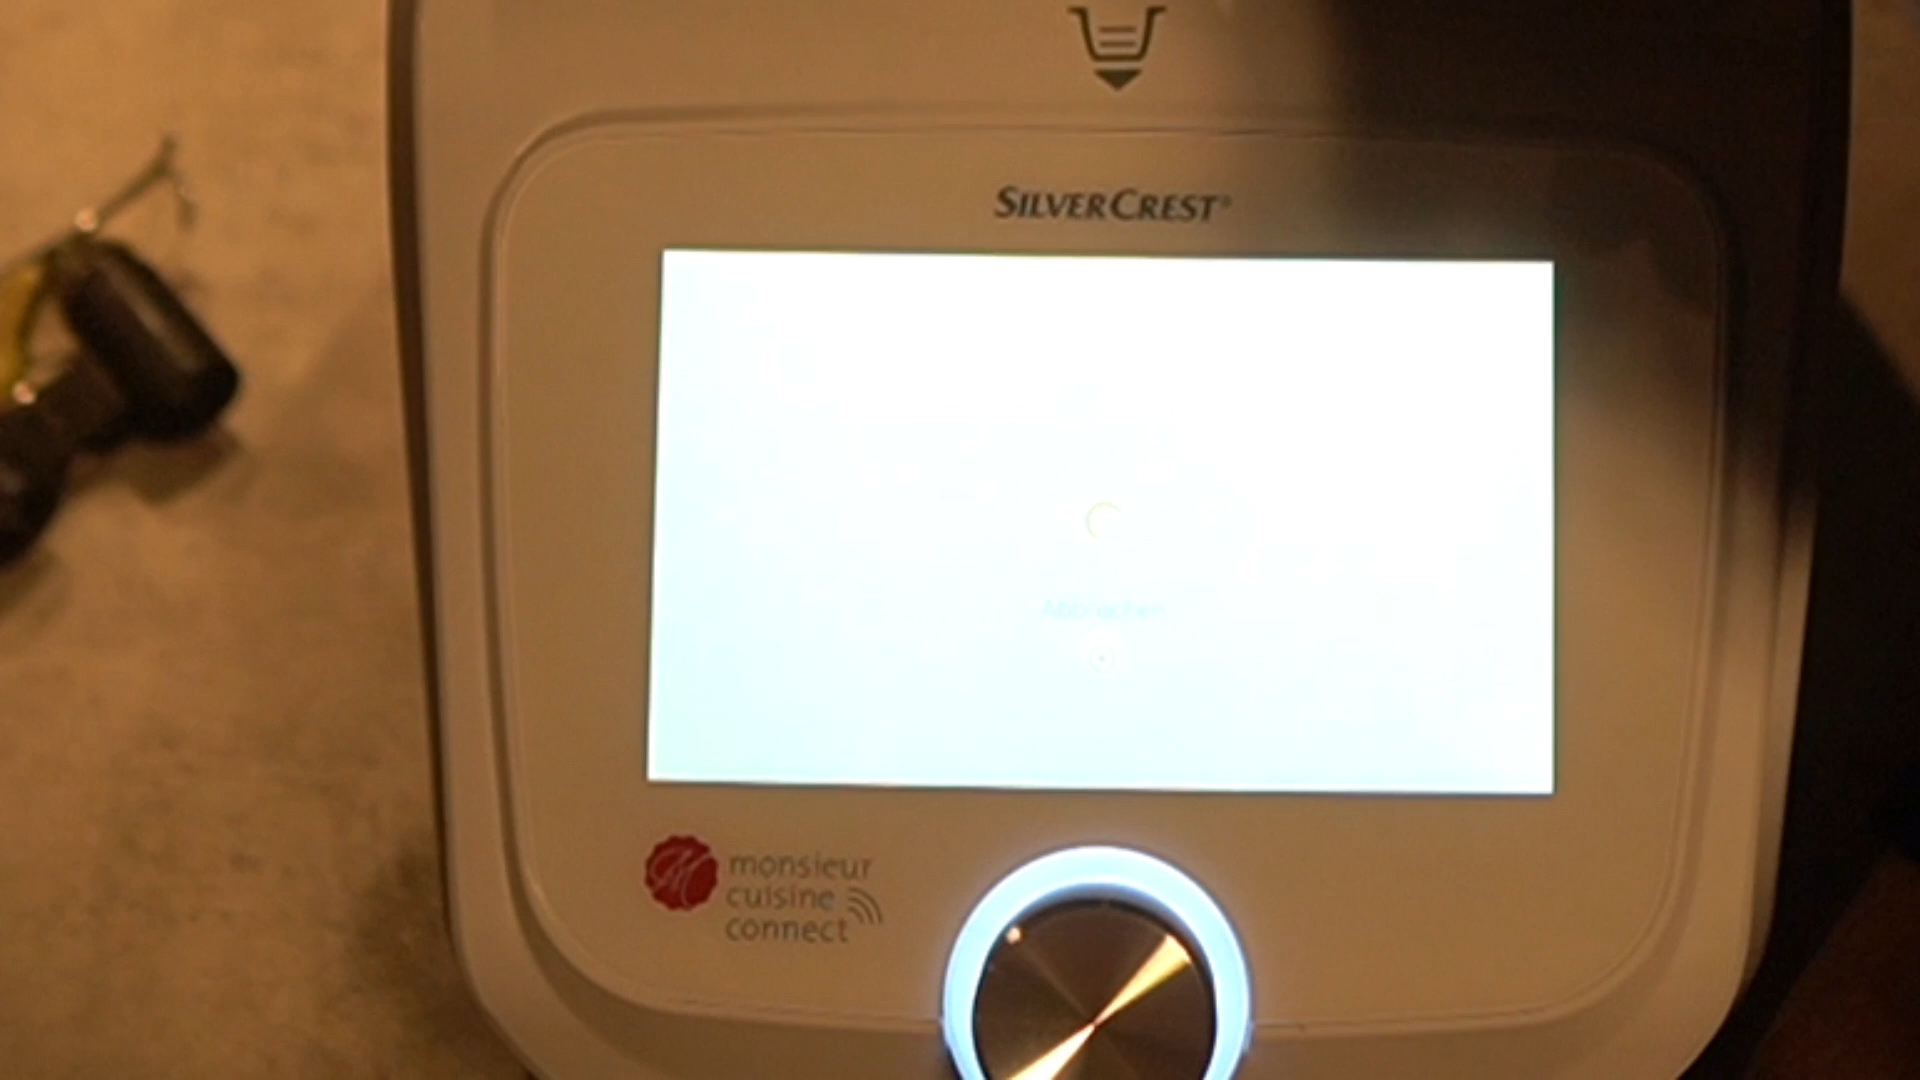 SILVERCREST®
Abbrechen
monsieur
cuisine
connect